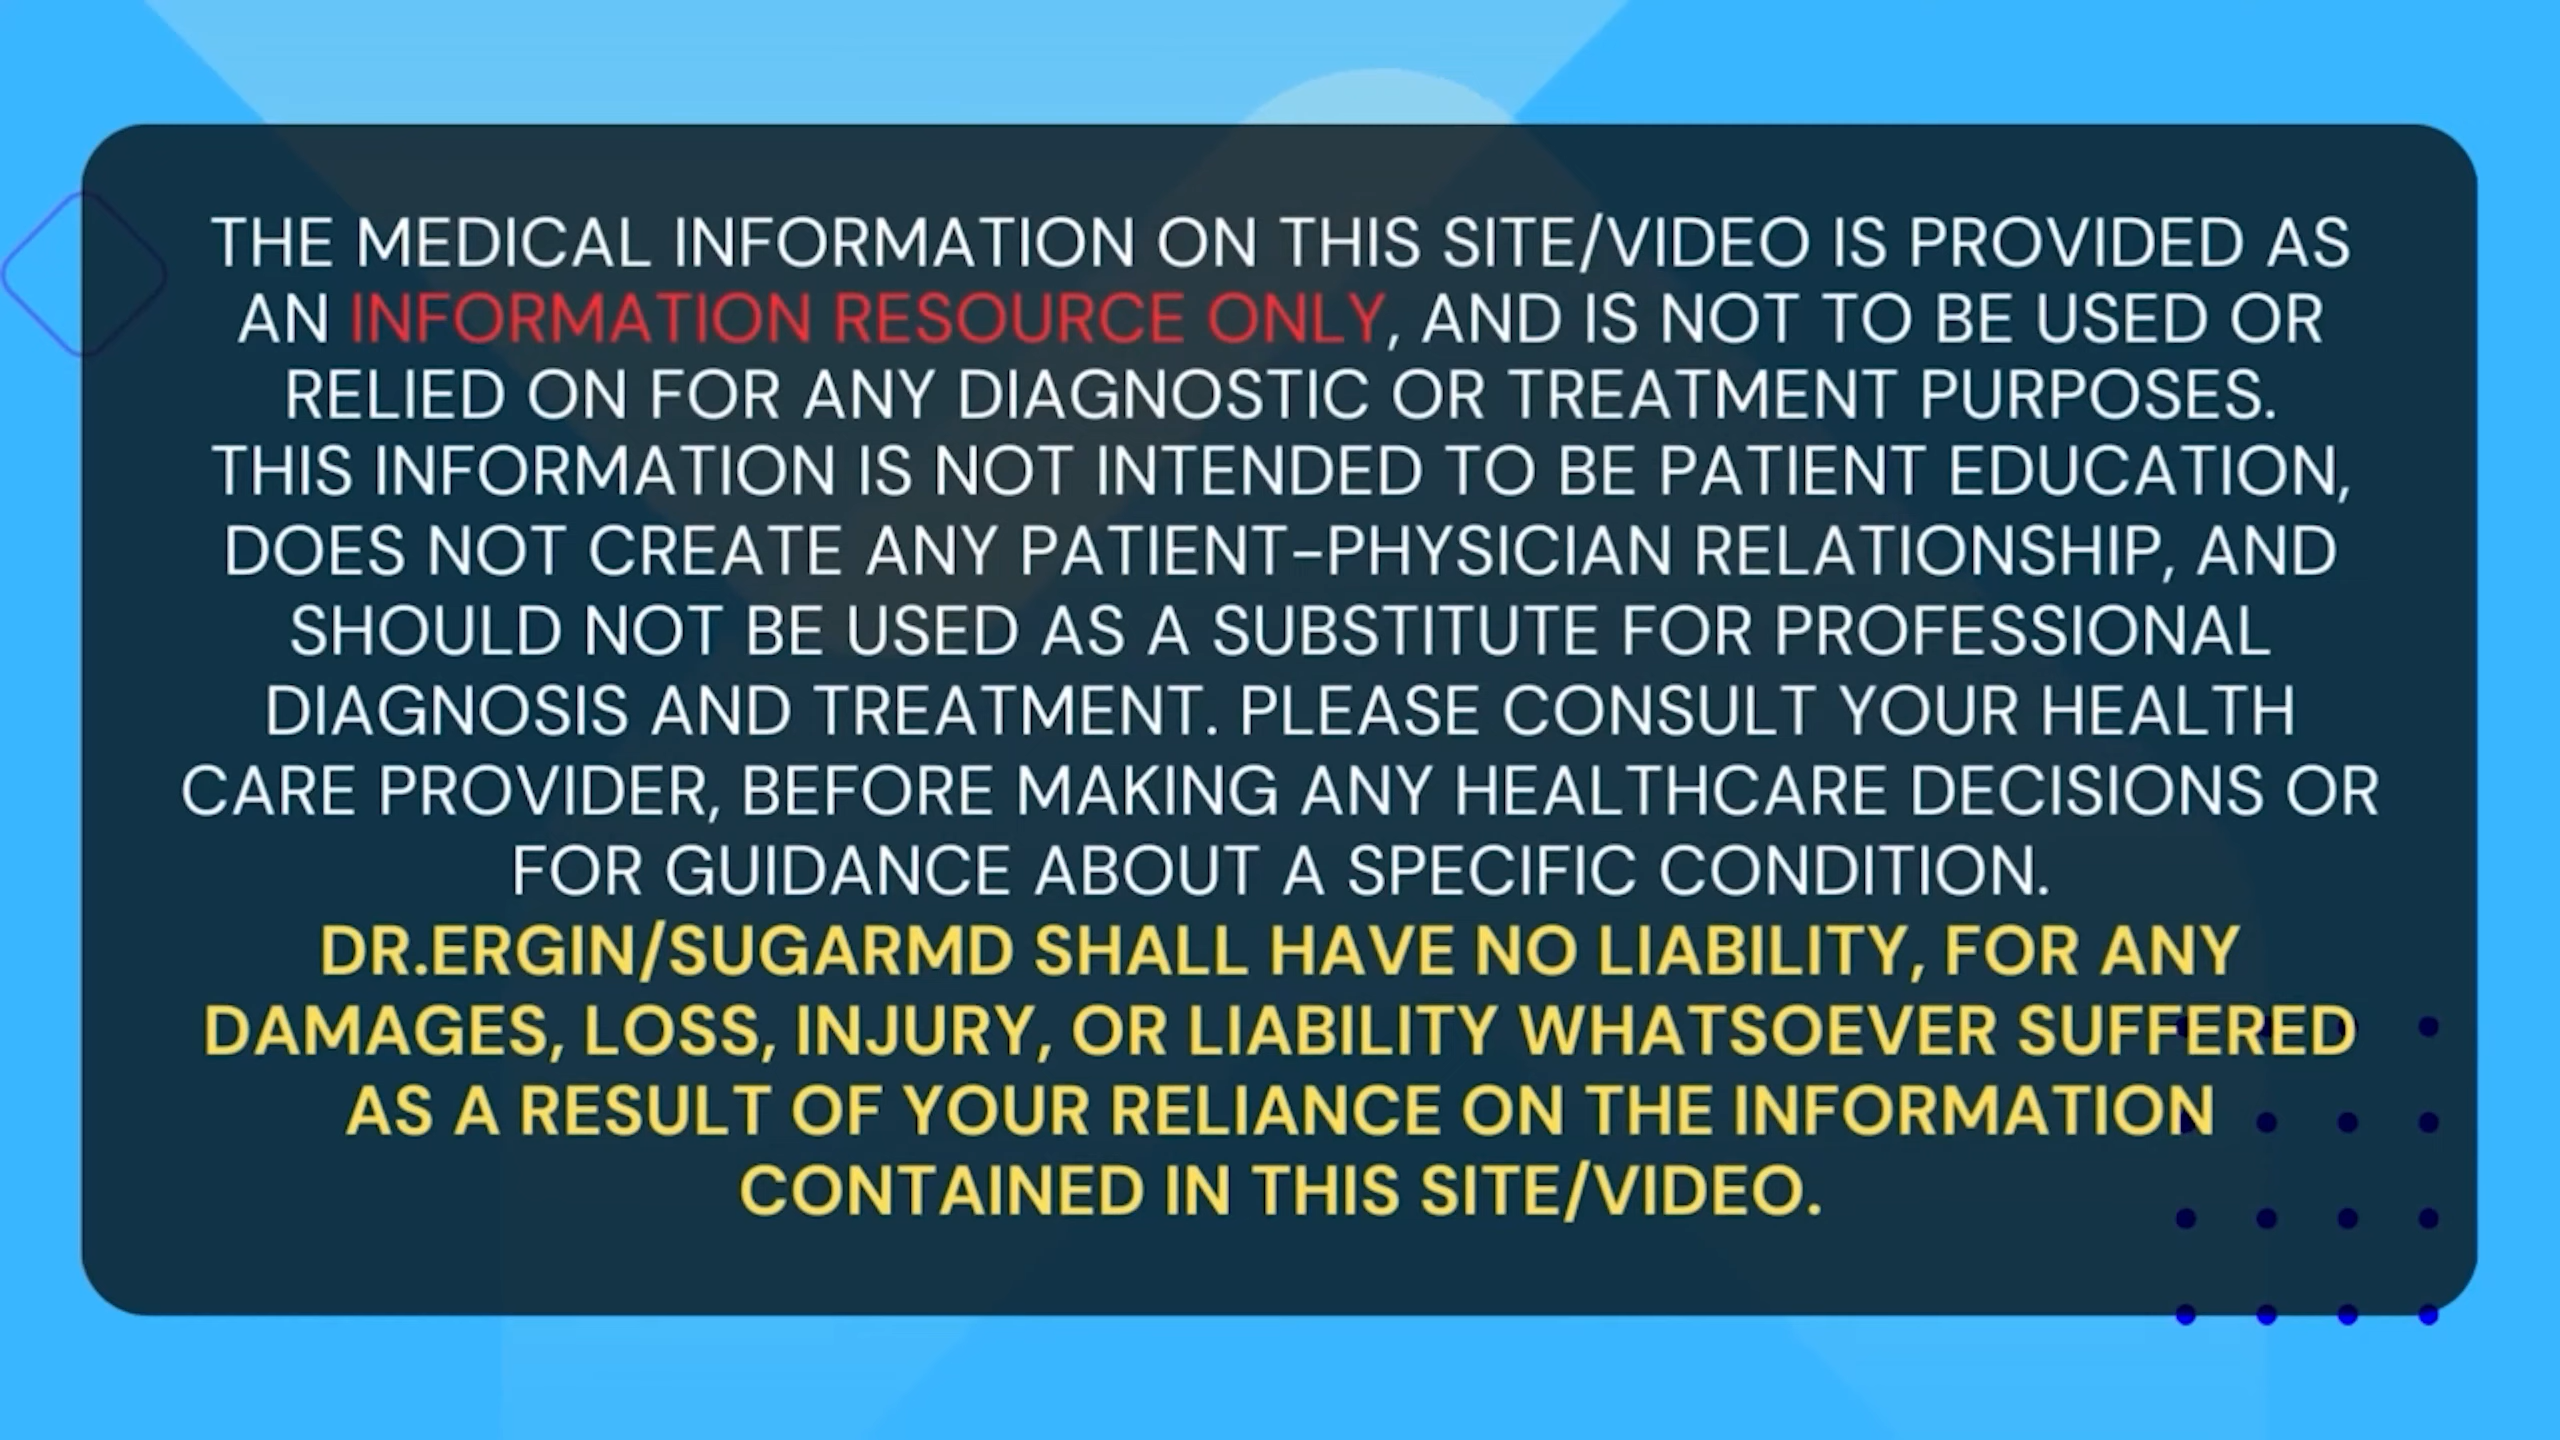 THE MEDICAL INFORMATION ON THIS SITE/VIDEO IS PROVIDED AS
AN INFORMATION RESOURCE ONLY, AND IS NOT TO BE USED OR
RELIED ON FOR ANY DIAGNOSTIC OR TREATMENT PURPOSES.
THIS INFORMATION IS NOT INTENDED TO BE PATIENT EDUCATION,
DOES NOT CREATE ANY PATIENT-PHYSICIAN RELATIONSHIP, AND
SHOULD NOT BE USED AS A SUBSTITUTE FOR PROFESSIONAL
DIAGNOSIS AND TREATMENT. PLEASE CONSULT YOUR HEALTH
CARE PROVIDER, BEFORE MAKING ANY HEALTHCARE DECISIONS OR
FOR GUIDANCE ABOUT A SPECIFIC CONDITION.
DR.ERGIN/SUGARMD SHALL HAVE NO LIABILITY, FOR ANY
DAMAGES, LOSS, INJURY, OR LIABILITY WHATSOEVER SUFFERED
AS A RESULT OF YOUR RELIANCE ON THE INFORMATION
CONTAINED IN THIS SITE/VIDEO.